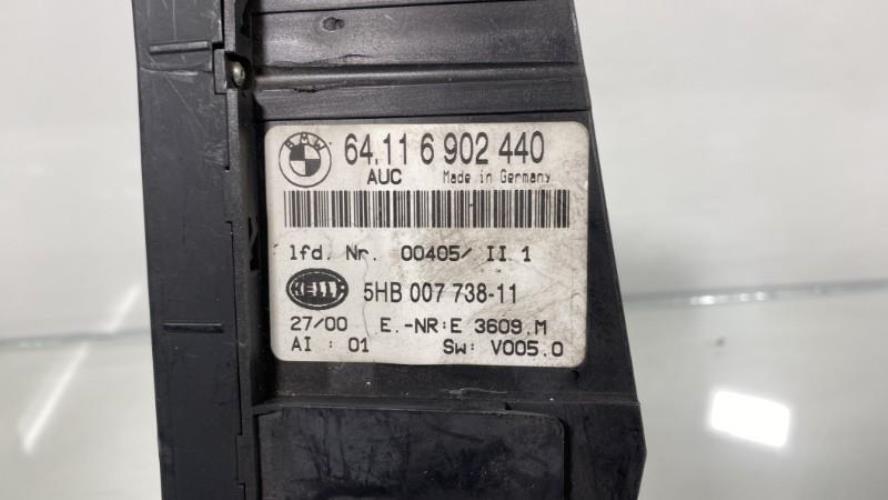 BMW
64.11 6 902 440
AUC Made in Germany
lfd. Nr. 00405/ II 1
HELLA
5HB 007 738-11
27/00 E.-NR:E 3609.M
AI : 01 Sw: V005.0